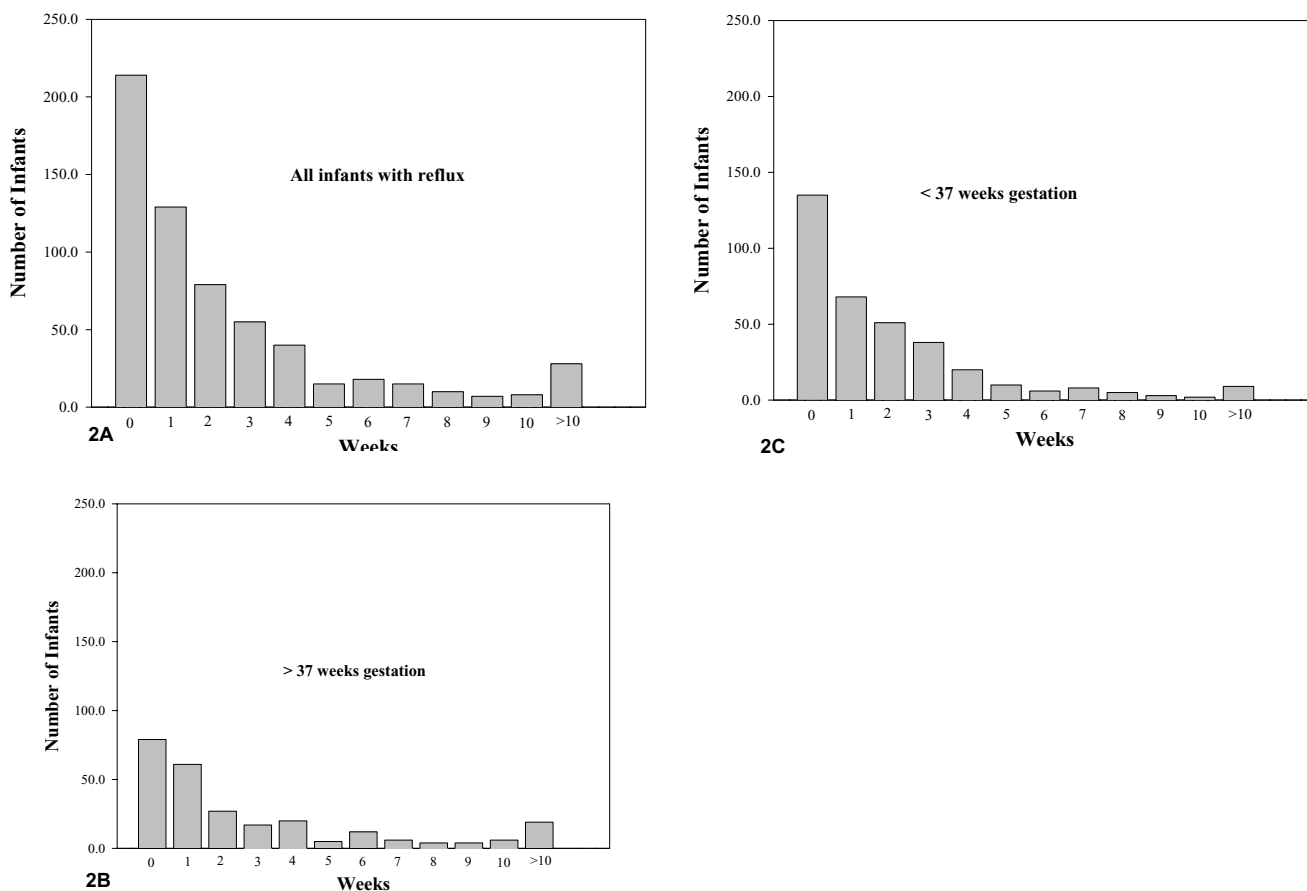 250.0
200.0
150.0
100.0
50.0
0.0
Number of Infants
All infants with reflux
0 1 2 3 4 5 6 7 8 9 10 >10
Weeks
2A
250.0
200.0
150.0
100.0
50.0
0.0
Number of Infants
< 37 weeks gestation
0 1 2 3 4 5 6 7 8 9 10 >10
Weeks
2C
250.0
200.0
150.0
100.0
50.0
0.0
Number of Infants
> 37 weeks gestation
0 1 2 3 4 5 6 7 8 9 10 >10
Weeks
2B